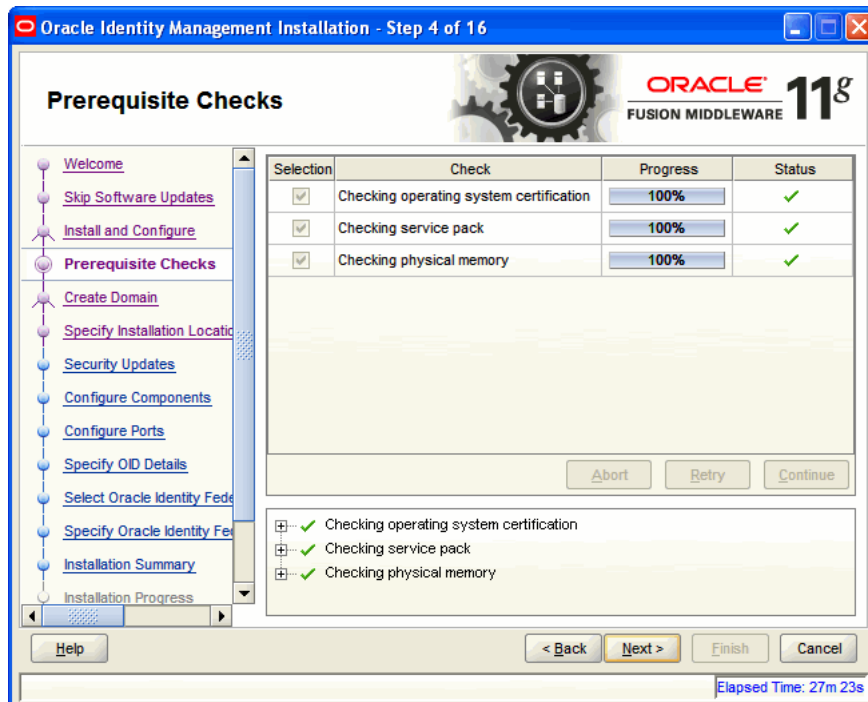 Oracle Identity Management Installation - Step 4 of 16
Prerequisite Checks
ORACLE
FUSION MIDDLEWARE 11g
Welcome
Skip Software Updates
Install and Configure
Prerequisite Checks
Create Domain
Specify Installation Locatio
Security Updates
Configure Components
Configure Ports
Specify OID Details
Select Oracle Identity Fede
Specify Oracle Identity Fed
Installation Summary
Installation Progress
Selection Check Progress Status
Checking operating system certification 100%
Checking service pack 100%
Checking physical memory 100%
Abort Retry Continue
Checking operating system certification
Checking service pack
Checking physical memory
Help < Back Next > Finish Cancel
Elapsed Time: 27m 23s